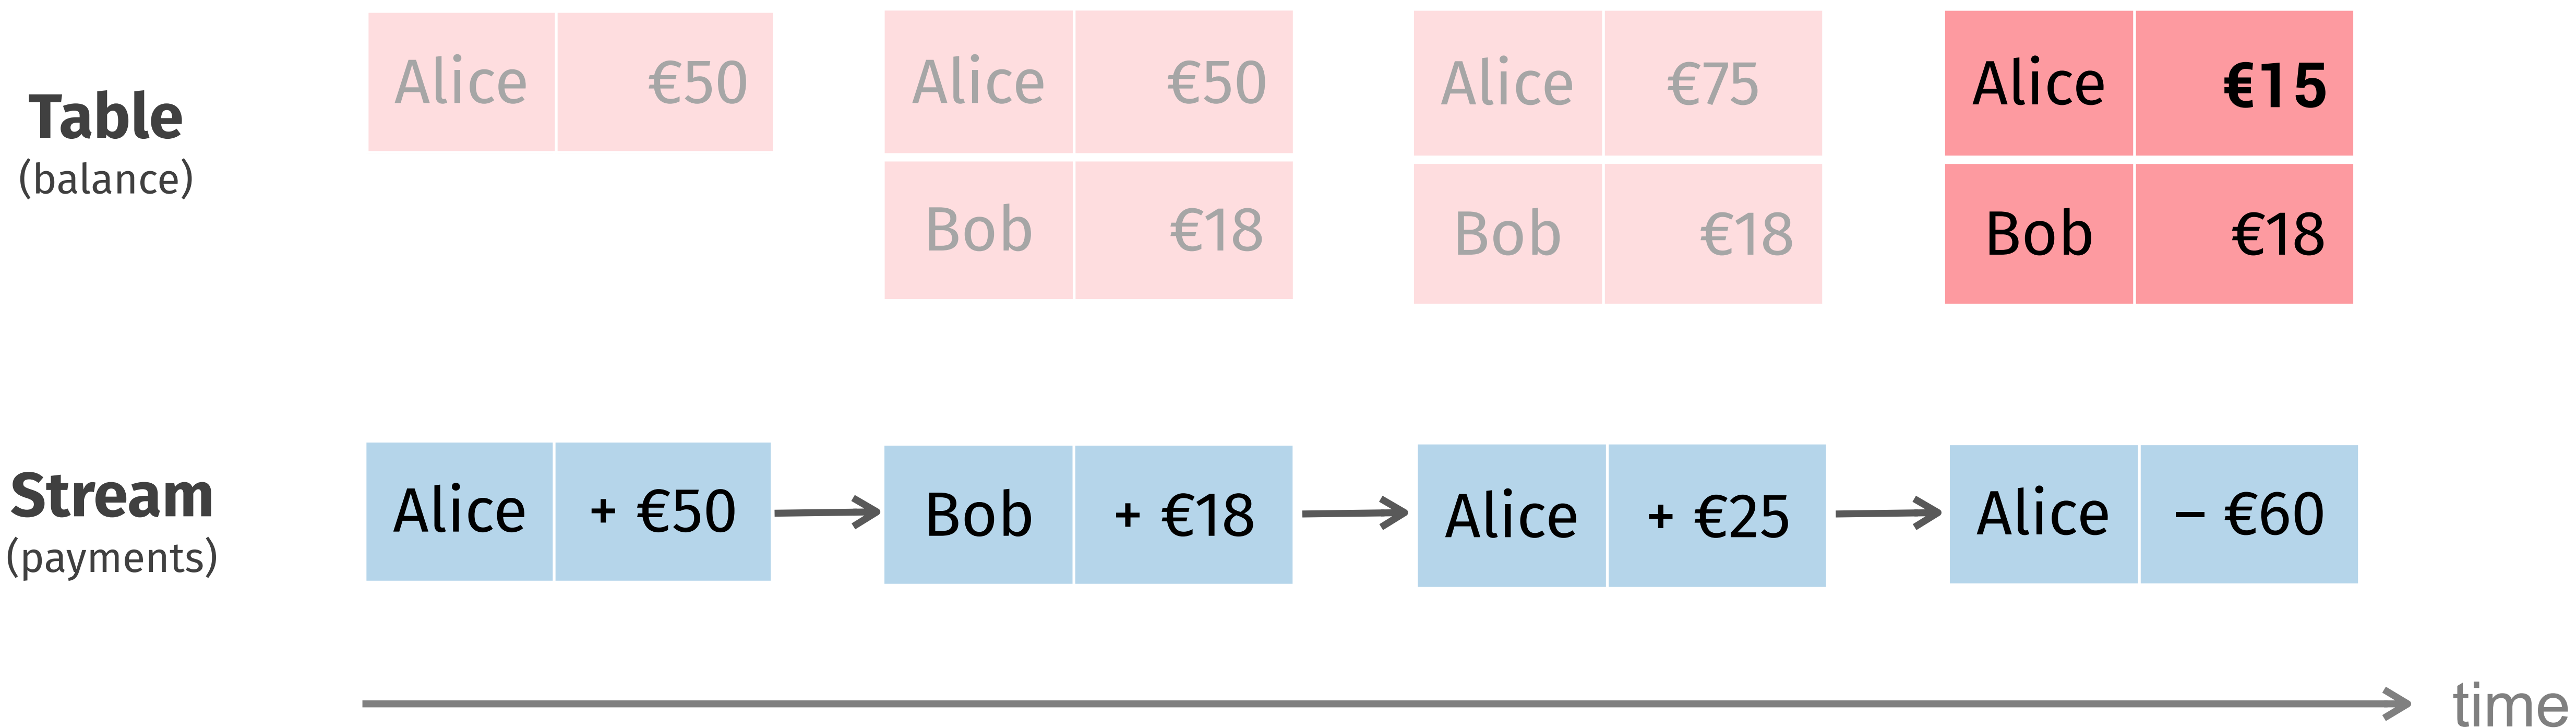 Table
(balance)
Alice €50
Alice €50
Bob €18
Alice €75
Bob €18
Alice €15
Bob €18
Stream
(payments)
Alice + €50
Bob + €18
Alice + €25
Alice − €60
time